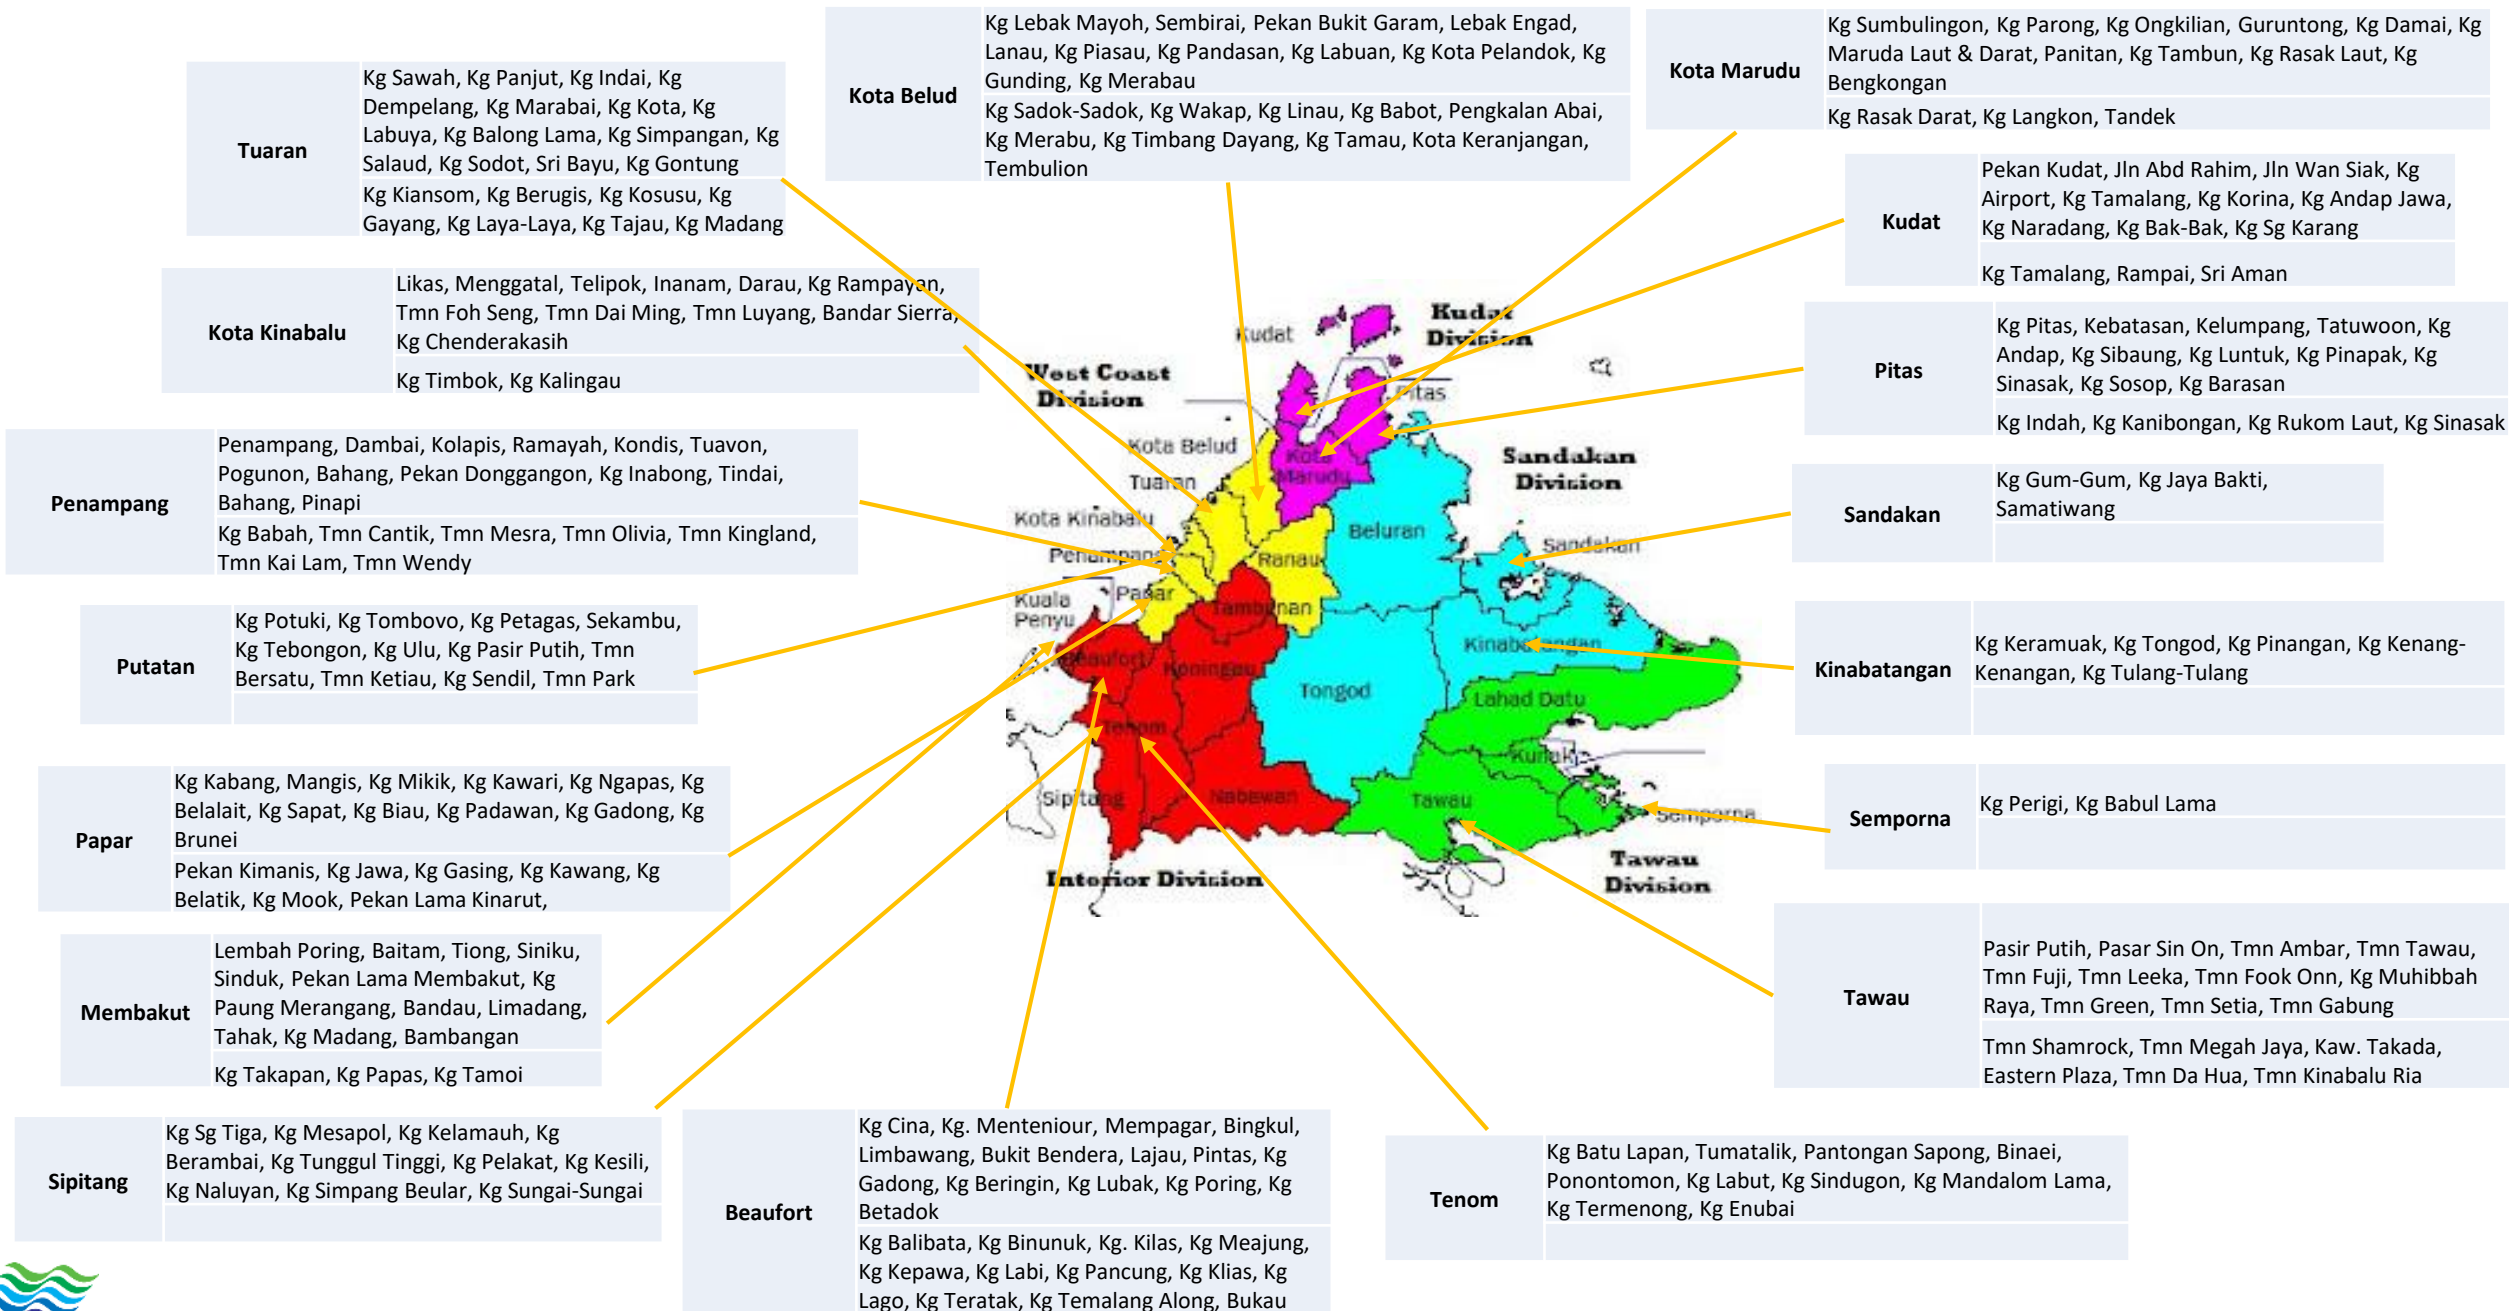 Kota Belud
Kg Lebak Mayoh, Sembirai, Pekan Bukit Garam, Lebak Engad,
Lanau, Kg Piasau, Kg Pandasan, Kg Labuan, Kg Kota Pelandok, Kg
Gunding, Kg Merabau
Kg Sadok-Sadok, Kg Wakap, Kg Linau, Kg Babot, Pengkalan Abai,
Kg Merabu, Kg Timbang Dayang, Kg Tamau, Kota Keranjangan,
Tembulion
Kota Marudu
Kg Sumbulingon, Kg Parong, Kg Ongkilian, Guruntong, Kg Damai, Kg
Maruda Laut & Darat, Panitan, Kg Tambun, Kg Rasak Laut, Kg
Bengkongan
Kg Rasak Darat, Kg Langkon, Tandek
Tuaran
Kg Sawah, Kg Panjut, Kg Indai, Kg
Dempelang, Kg Marabai, Kg Kota, Kg
Labuya, Kg Balong Lama, Kg Simpangan, Kg
Salaud, Kg Sodot, Sri Bayu, Kg Gontung
Kg Kiansom, Kg Berugis, Kg Kosusu, Kg
Gayang, Kg Laya-Laya, Kg Tajau, Kg Madang
Kudat
Pekan Kudat, Jln Abd Rahim, Jln Wan Siak, Kg
Airport, Kg Tamalang, Kg Korina, Kg Andap Jawa,
Kg Naradang, Kg Bak-Bak, Kg Sg Karang
Kg Tamalang, Rampai, Sri Aman
Kota Kinabalu
Likas, Menggatal, Telipok, Inanam, Darau, Kg Rampayan,
Tmn Foh Seng, Tmn Dai Ming, Tmn Luyang, Bandar Sierra,
Kg Chenderakasih
Kg Timbok, Kg Kalingau
Pitas
Kg Pitas, Kebatasan, Kelumpang, Tatuwoon, Kg
Andap, Kg Sibaung, Kg Luntuk, Kg Pinapak, Kg
Sinasak, Kg Sosop, Kg Barasan
Kg Indah, Kg Kanibongan, Kg Rukom Laut, Kg Sinasak
Penampang
Penampang, Dambai, Kolapis, Ramayah, Kondis, Tuavon,
Pogunon, Bahang, Pekan Donggangon, Kg Inabong, Tindai,
Bahang, Pinapi
Kg Babah, Tmn Cantik, Tmn Mesra, Tmn Olivia, Tmn Kingland,
Tmn Kai Lam, Tmn Wendy
Sandakan
Kg Gum-Gum, Kg Jaya Bakti,
Samatiwang
Putatan
Kg Potuki, Kg Tombovo, Kg Petagas, Sekambu,
Kg Tebongon, Kg Ulu, Kg Pasir Putih, Tmn
Bersatu, Tmn Ketiau, Kg Sendil, Tmn Park
Kinabatangan
Kg Keramuak, Kg Tongod, Kg Pinangan, Kg Kenang-
Kenangan, Kg Tulang-Tulang
Papar
Kg Kabang, Mangis, Kg Mikik, Kg Kawari, Kg Ngapas, Kg
Belalait, Kg Sapat, Kg Biau, Kg Padawan, Kg Gadong, Kg
Brunei
Pekan Kimanis, Kg Jawa, Kg Gasing, Kg Kawang, Kg
Belatik, Kg Mook, Pekan Lama Kinarut,
Semporna
Kg Perigi, Kg Babul Lama
Membakut
Lembah Poring, Baitam, Tiong, Siniku,
Sinduk, Pekan Lama Membakut, Kg
Paung Merangang, Bandau, Limadang,
Tahak, Kg Madang, Bambangan
Kg Takapan, Kg Papas, Kg Tamoi
Tawau
Pasir Putih, Pasar Sin On, Tmn Ambar, Tmn Tawau,
Tmn Fuji, Tmn Leeka, Tmn Fook Onn, Kg Muhibbah
Raya, Tmn Green, Tmn Setia, Tmn Gabung
Tmn Shamrock, Tmn Megah Jaya, Kaw. Takada,
Eastern Plaza, Tmn Da Hua, Tmn Kinabalu Ria
Sipitang
Kg Sg Tiga, Kg Mesapol, Kg Kelamauh, Kg
Berambai, Kg Tunggul Tinggi, Kg Pelakat, Kg Kesili,
Kg Naluyan, Kg Simpang Beular, Kg Sungai-Sungai
Beaufort
Kg Cina, Kg. Menteniour, Mempagar, Bingkul,
Limbawang, Bukit Bendera, Lajau, Pintas, Kg
Gadong, Kg Beringin, Kg Lubak, Kg Poring, Kg
Betadok
Kg Balibata, Kg Binunuk, Kg. Kilas, Kg Meajung,
Kg Kepawa, Kg Labi, Kg Pancung, Kg Klias, Kg
Lago, Kg Teratak, Kg Temalang Along, Bukau
Tenom
Kg Batu Lapan, Tumatalik, Pantongan Sapong, Binaei,
Ponontomon, Kg Labut, Kg Sindugon, Kg Mandalom Lama,
Kg Termenong, Kg Enubai
Kudat
Division
Kudat
West Coast
Division
Pitas
Kota Belud
Kota
Marudu
Sandakan
Division
Tuaran
Kota Kinabalu
Beluran
Sandakan
Penampang
Ranau
Papar
Kuala
Penyu
Tambunan
Kinabatangan
Beaufort
Koningau
Tongod
Lahad Datu
Tenom
Kunak
Sipitang
Nabawan
Tawau
Semporna
Interior Division
Tawau
Division